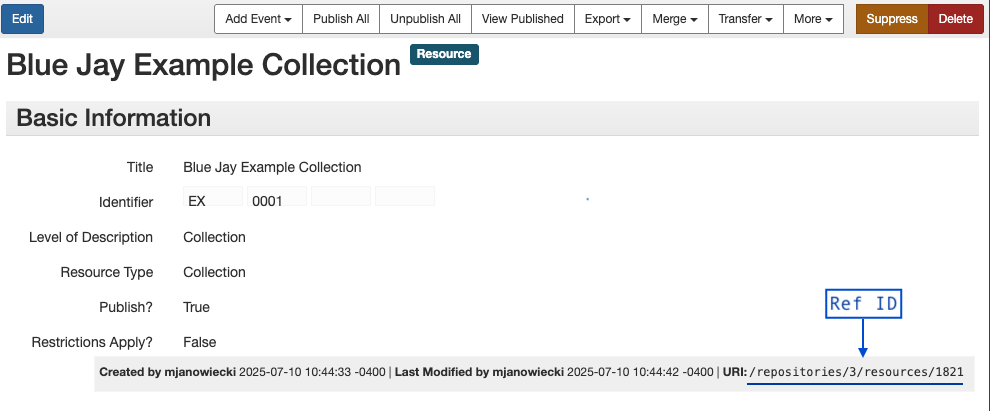 Edit Add Event Publish All Unpublish All View Published Export Merge Transfer More Suppress Delete
Blue Jay Example Collection Resource
Basic Information
Title Blue Jay Example Collection
Identifier EX 0001
Level of Description Collection
Resource Type Collection
Publish? True
Restrictions Apply? False
Ref ID
Created by mjanowiecki 2025-07-10 10:44:33 -0400 | Last Modified by mjanowiecki 2025-07-10 10:44:42 -0400 | URI: /repositories/3/resources/1821